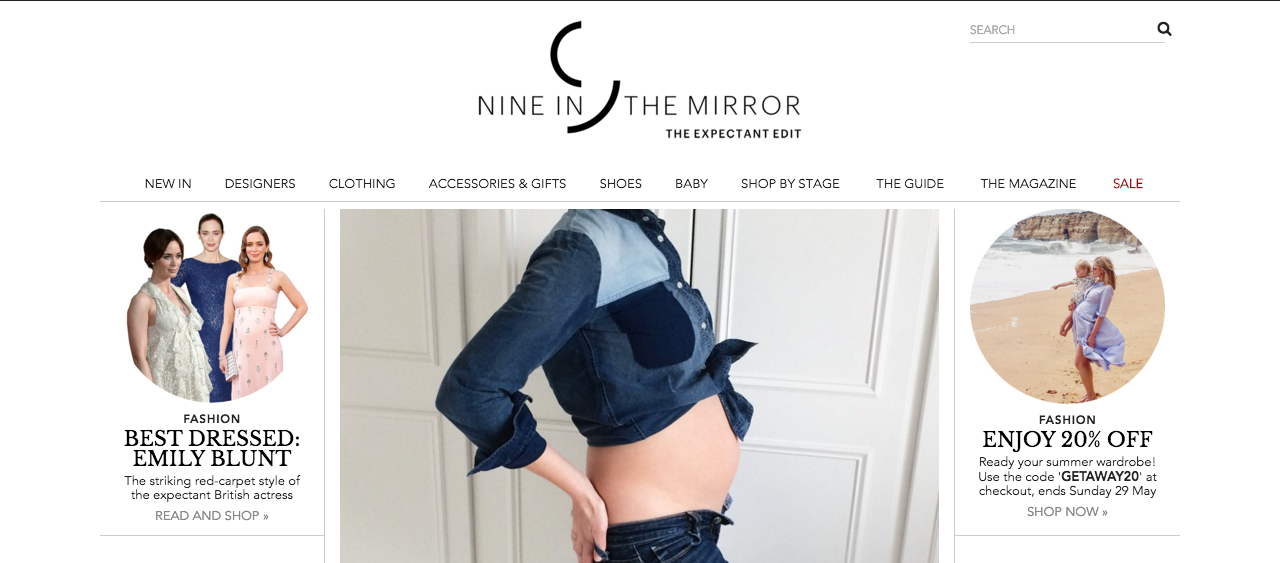 SEARCH
NINE IN THE MIRROR
THE EXPECTANT EDIT
NEW IN DESIGNERS CLOTHING ACCESSORIES & GIFTS SHOES BABY SHOP BY STAGE THE GUIDE THE MAGAZINE SALE
FASHION
BEST DRESSED:
EMILY BLUNT
The striking red-carpet style of
the expectant British actress
READ AND SHOP »
FASHION
ENJOY 20% OFF
Ready your summer wardrobe!
Use the code 'GETAWAY20' at
checkout, ends Sunday 29 May
SHOP NOW »